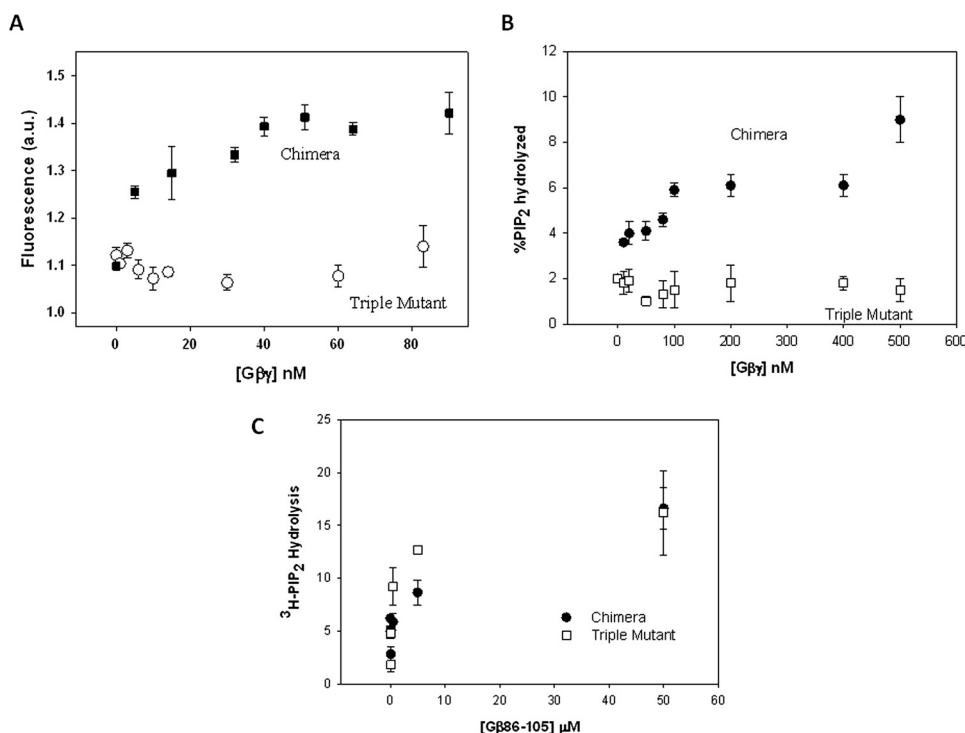 A
Fluorescence (a.u.)
1.5
1.4
1.3
1.2
1.1
1.0
Chimera
Triple Mutant
0
20
40
60
80
[Gβγ] nM
B
%PIP2 hydrolyzed
12
10
8
6
4
2
0
Chimera
Triple Mutant
0
100
200
300
400
500
600
[Gβγ] nM
C
3H-PIP2 Hydrolysis
25
20
15
10
5
0
Chimera
Triple Mutant
0
10
20
30
40
50
60
[Gβ86-105] μM